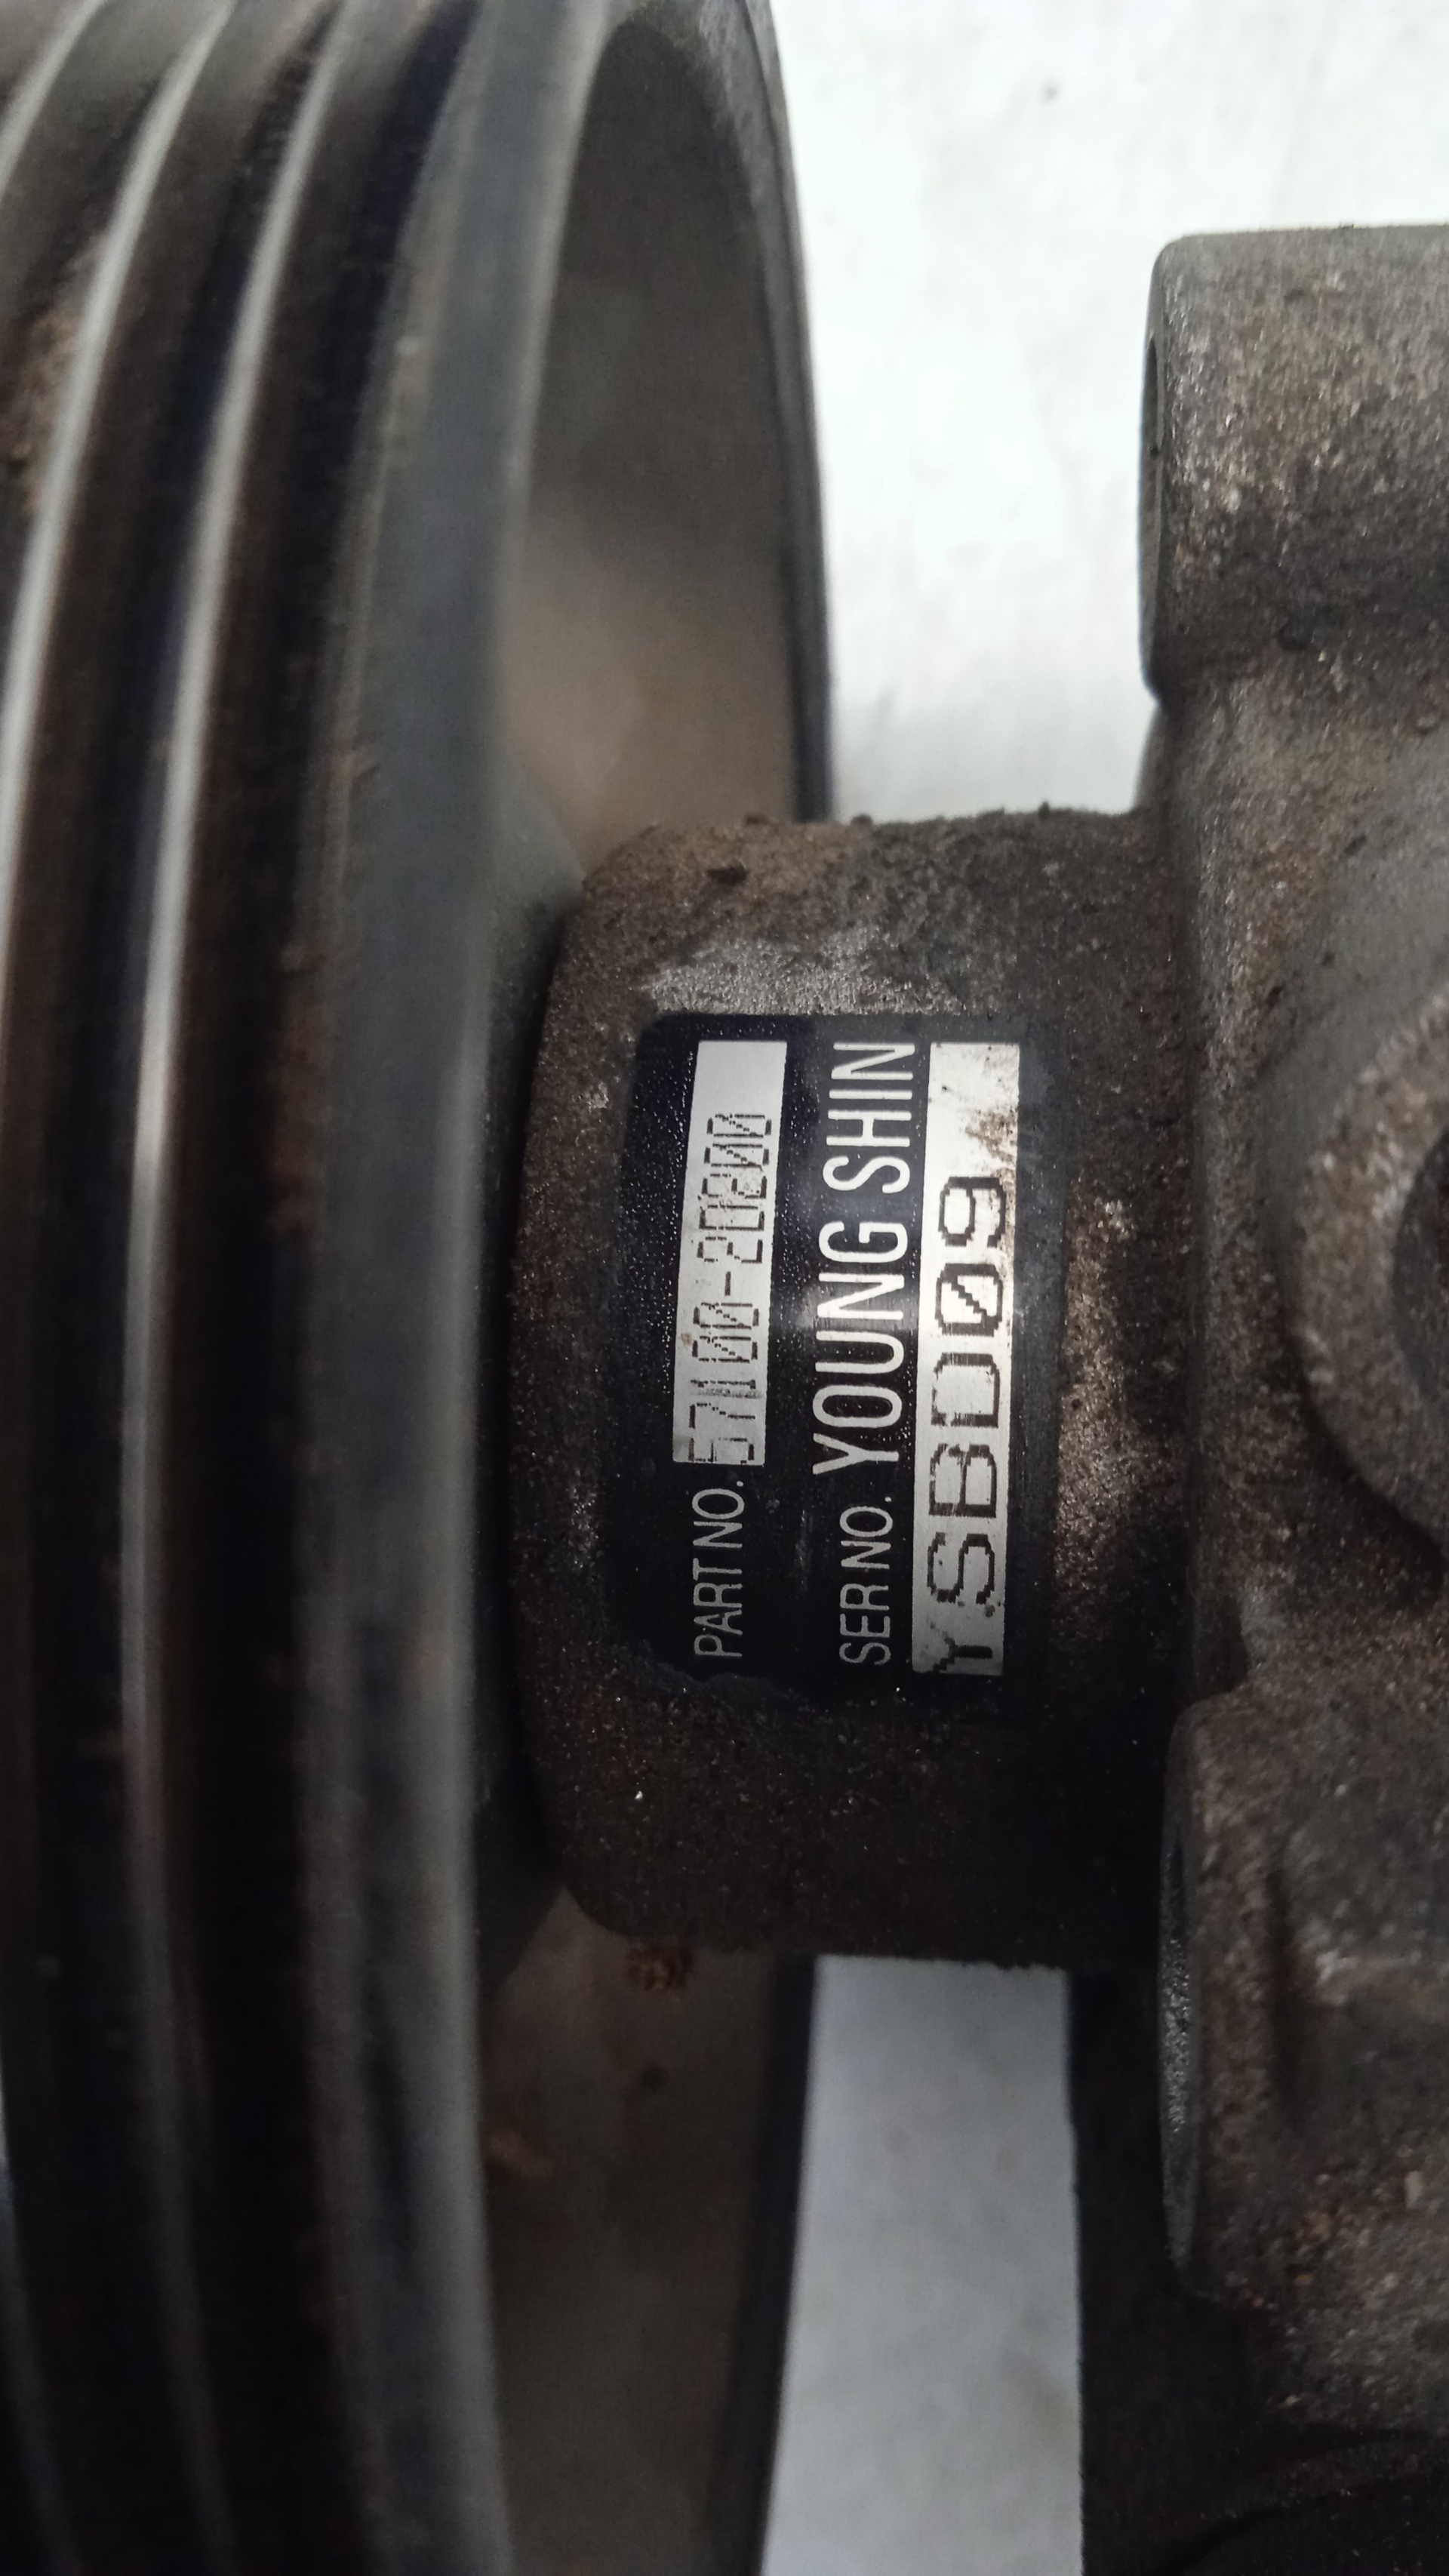 PART NO. 57100-2D200
SER NO. YOUNG SHIN
YSBD09